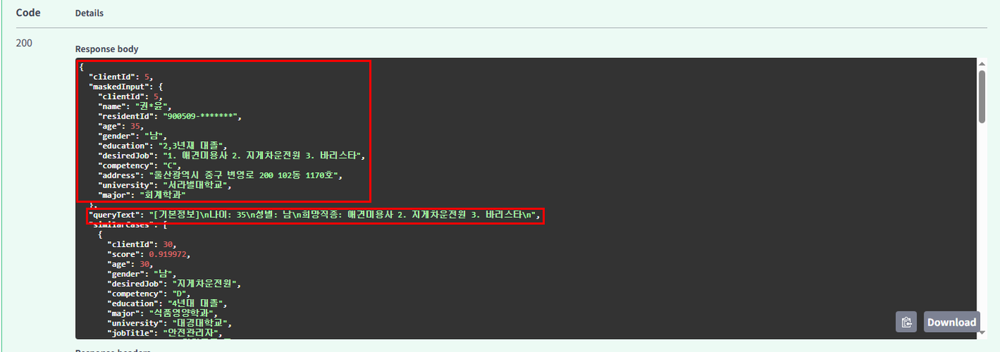 Code Details
200
Response body
{
"clientId": 5,
"maskedInput": {
"clientId": 5,
"name": "권*윤",
"residentId": "900509-*******",
"age": 35,
"gender": "남",
"education": "2,3년재 대졸",
"desiredJob": "1. 애견미용사 2. 지게차운전원 3. 바리스타",
"competency": "C",
"address": "울산광역시 중구 번영로 200 102동 1170호",
"university": "서라벌대학교",
"major": "회계학과"
},
"queryText": "[기본정보]\n나이: 35\n성별: 남\n희망직종: 애견미용사 2. 지게차운전원 3. 바리스타\n",
"similarCases": [
{
"clientId": 30,
"score": 0.919972,
"age": 30,
"gender": "남",
"desiredJob": "지게차운전원",
"competency": "D",
"education": "4년대 대졸",
"major": "식품영양학과",
"university": "대경대학교",
"jobTitle": "안전관리자",
Download
Response headers